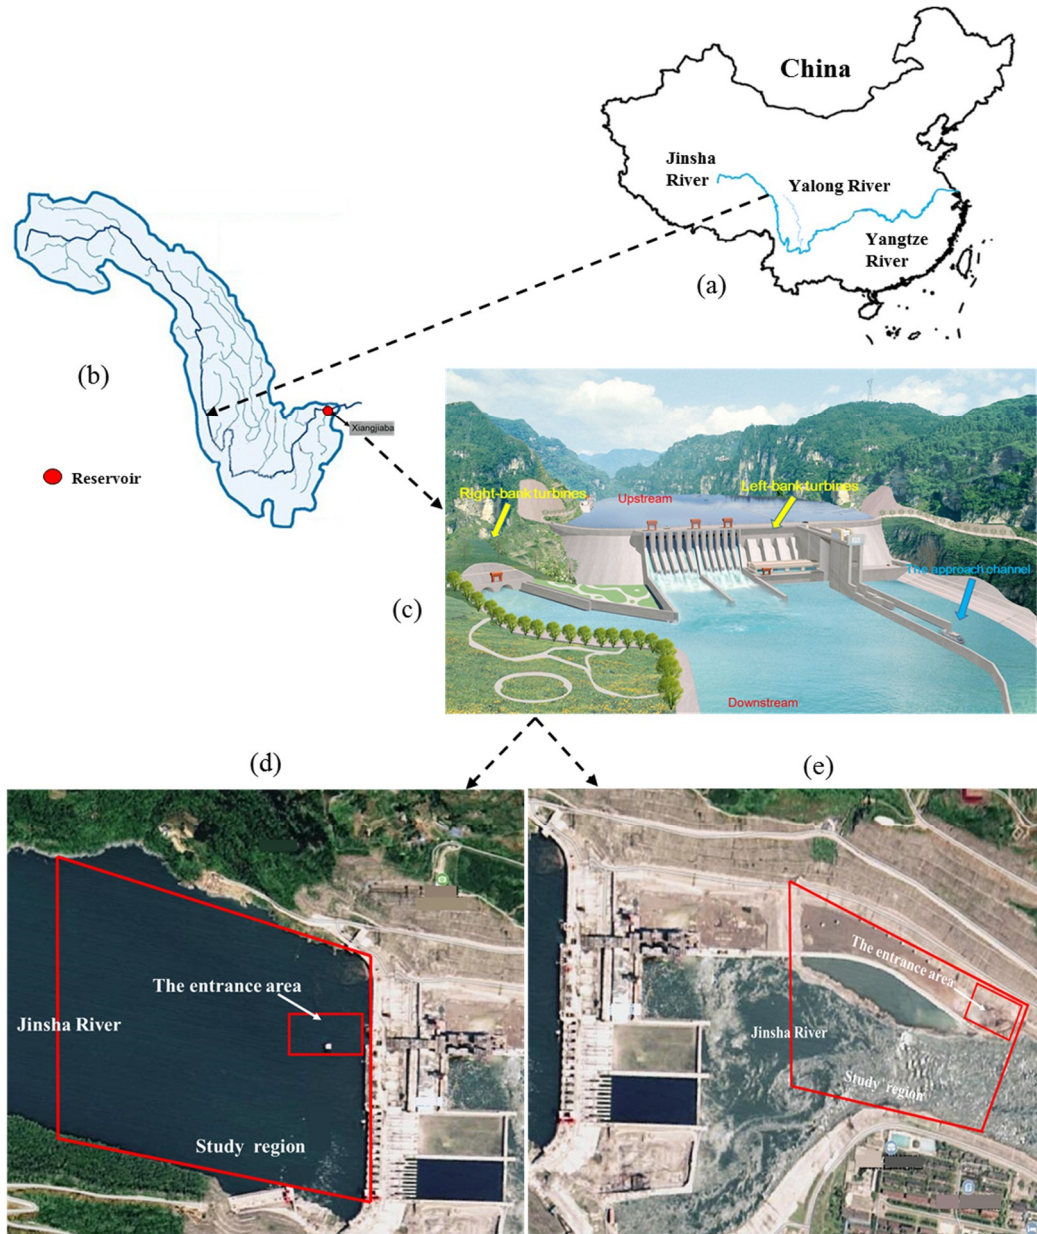 China
Jinsha
River
Yalong River
Yangtze
River
(a)
(b)
Xiangjiaba
Reservoir
(c)
Right-bank turbines
Upstream
Left-bank turbines
The approach channel
Downstream
(d)
(e)
The entrance area
Jinsha River
Study region
The entrance area
Jinsha River
Study region